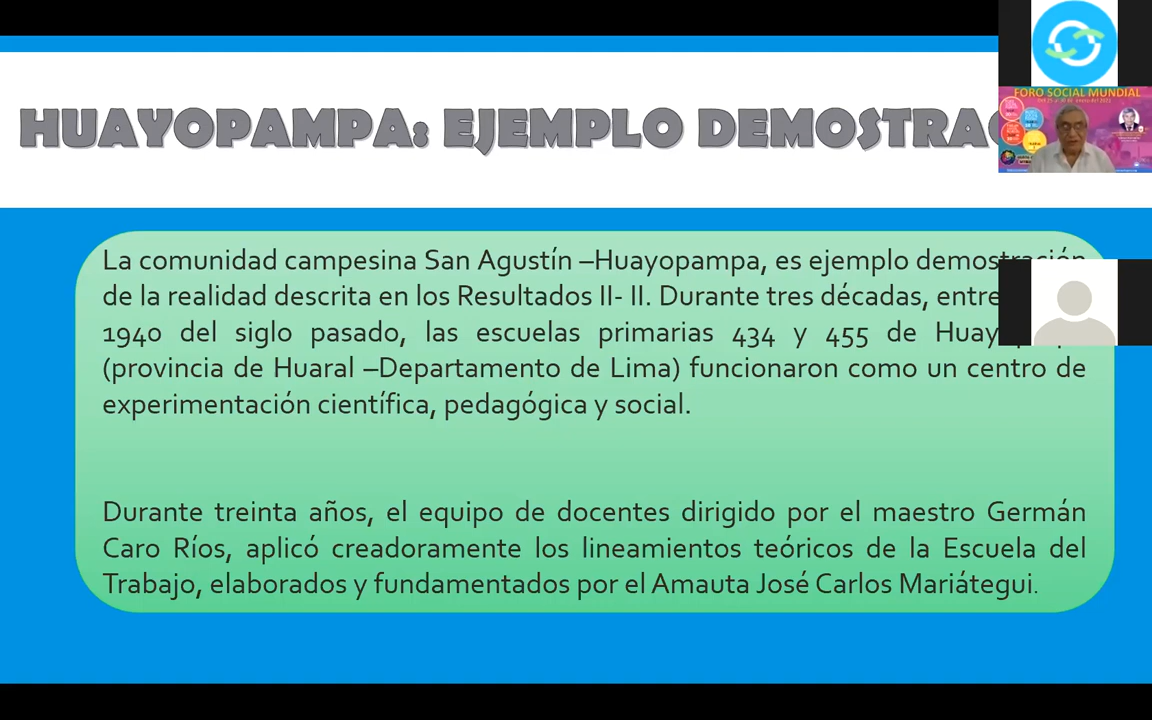 HUAYOPAMPA: EJEMPLO
FORO SOCIAL MUNDIAL
La comunidad campesina San Agustín –Huayopampa, es ejemplo demostración
de la realidad descrita en los Resultados II- II. Durante tres décadas, entre
1940 del siglo pasado, las escuelas primarias 434 y 455 de
(provincia de Huaral –Departamento de Lima) funcionaron como un centro de
experimentación científica, pedagógica y social.
Durante treinta años, el equipo de docentes dirigido por el maestro Germán
Caro Ríos, aplicó creadoramente los lineamientos teóricos de la Escuela del
Trabajo, elaborados y fundamentados por el Amauta José Carlos Mariátegui.